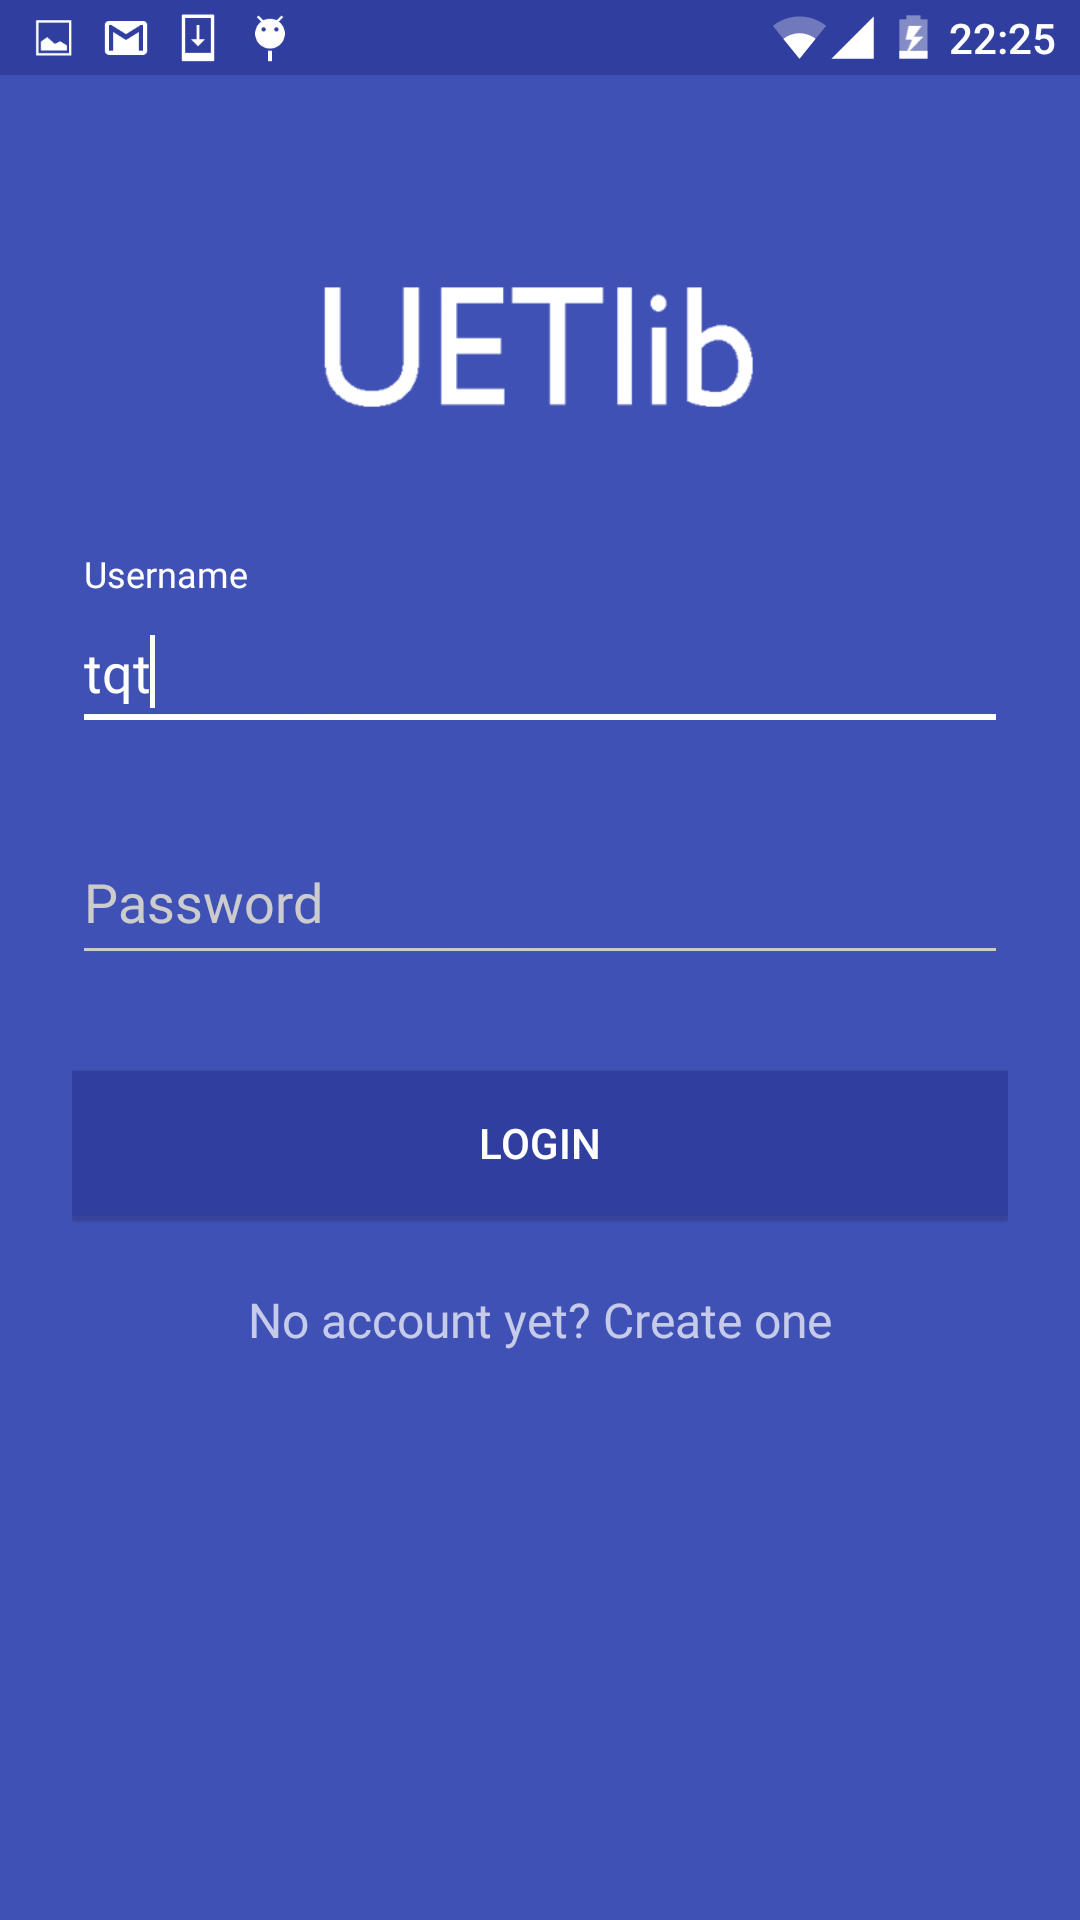 22:25
UETlib
Username
tqt
Password
LOGIN
No account yet? Create one